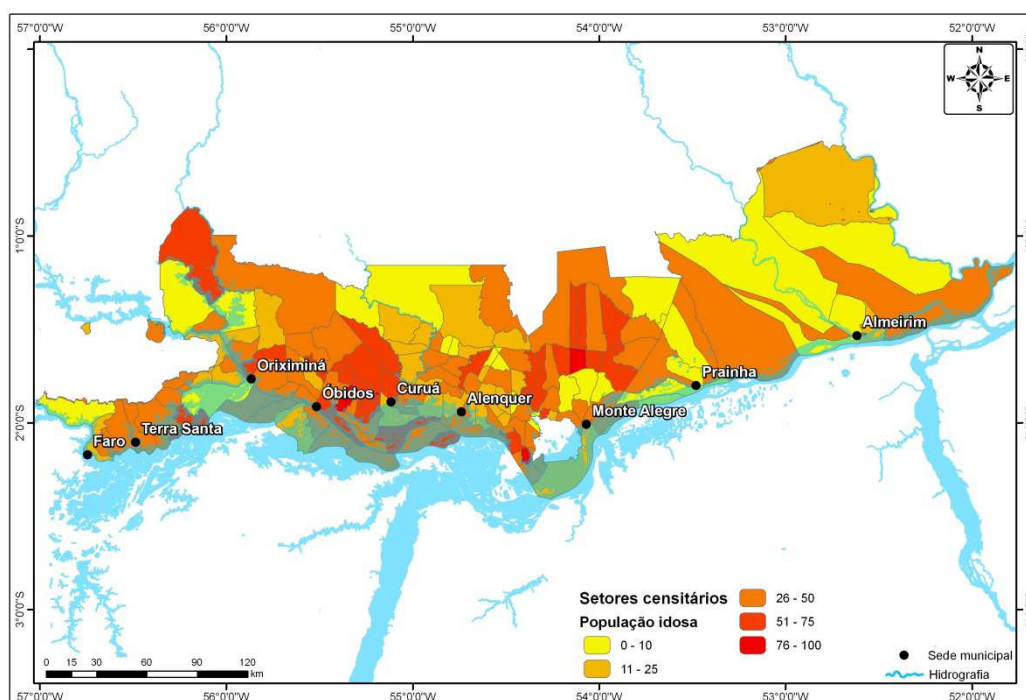 57°0'0"W 56°0'0"W 55°0'0"W 54°0'0"W 53°0'0"W 52°0'0"W
N
W E
S
1°0'0"S
2°0'0"S
3°0'0"S
Almeirim
Oriximiná
Prainha
Óbidos
Curuá
Alenquer
Monte Alegre
Terra Santa
Faro
Setores censitários
População idosa
0 - 10
11 - 25
26 - 50
51 - 75
76 - 100
Sede municipal
Hidrografia
0 15 30 60 90 120
km
57°0'0"W 56°0'0"W 55°0'0"W 54°0'0"W 53°0'0"W 52°0'0"W